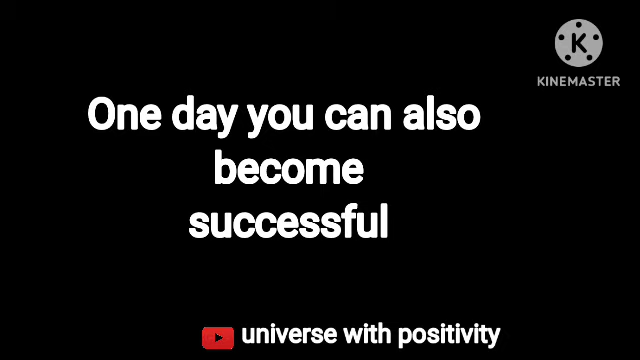 K
KINEMASTER
One day you can also
become
successful
universe with positivity